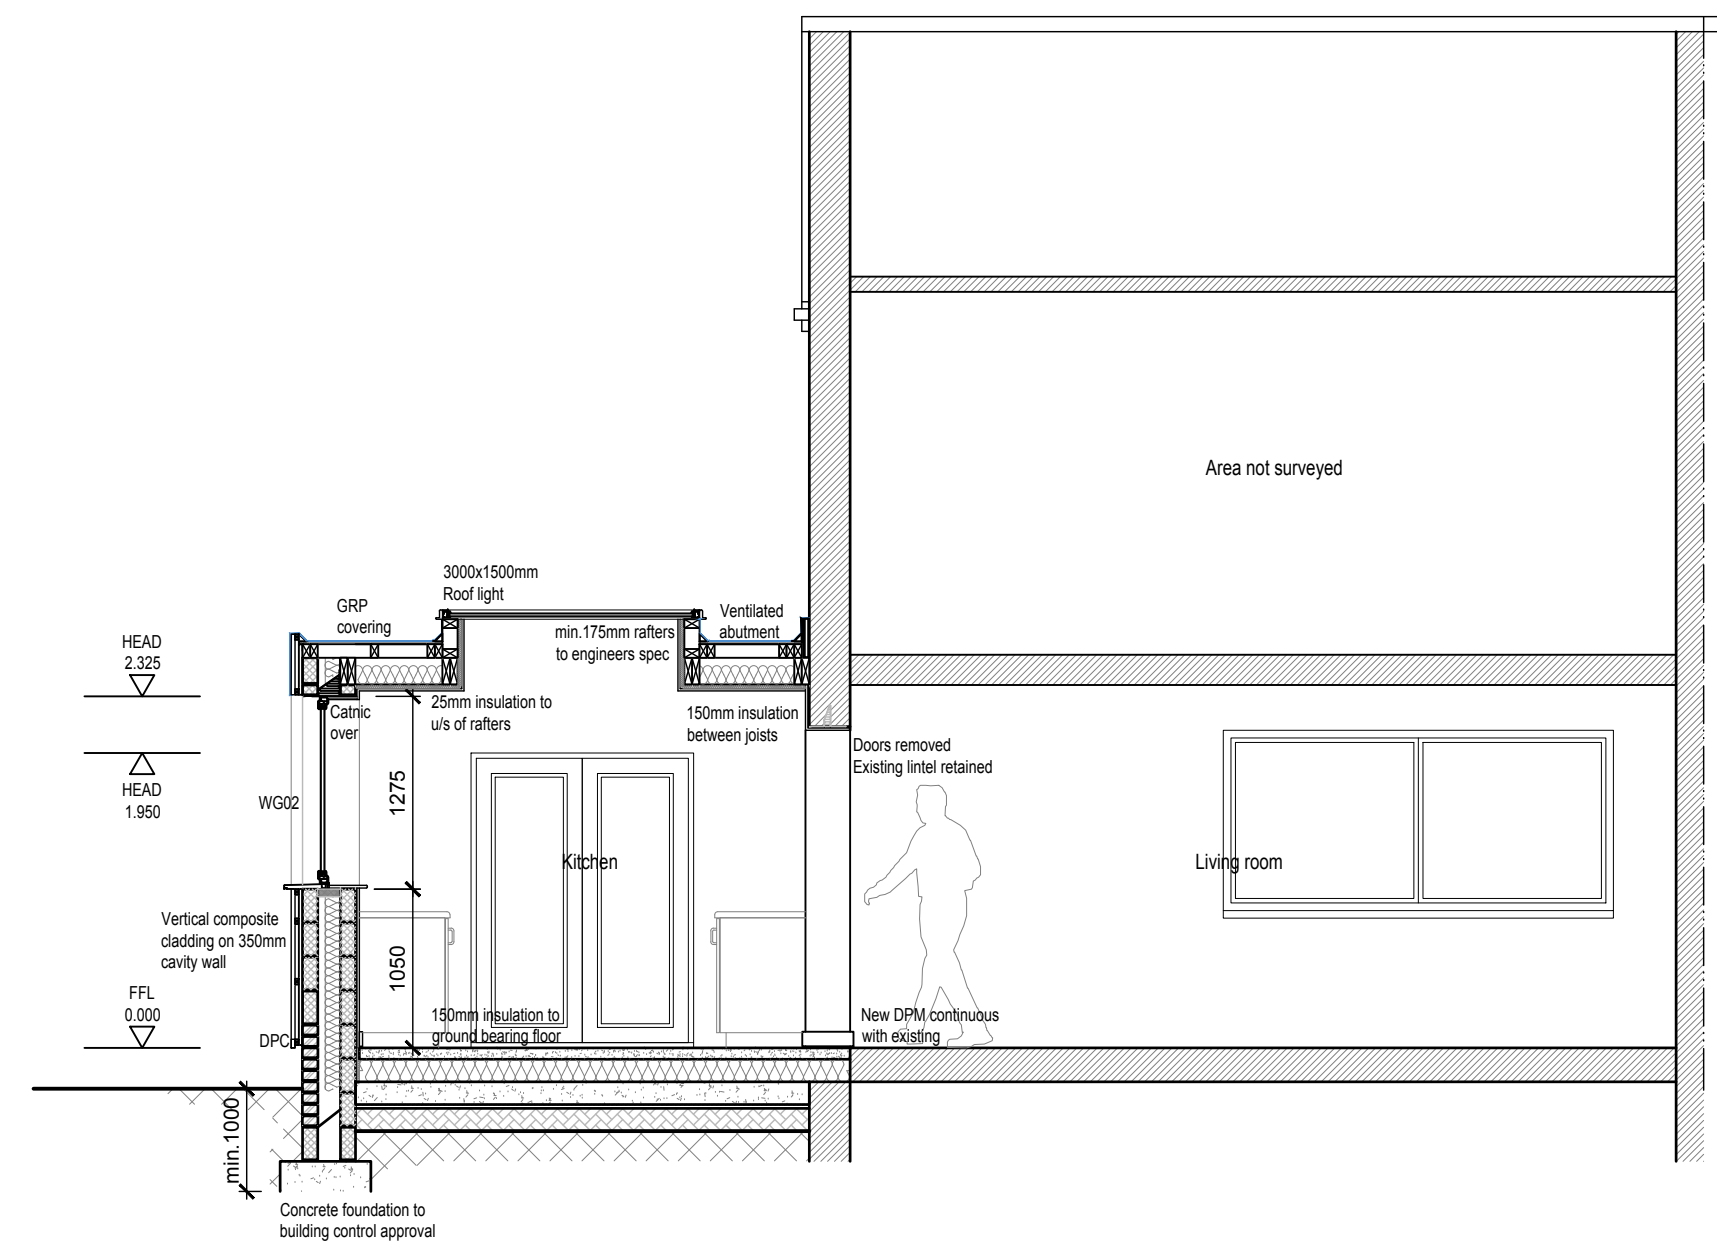 Area not surveyed
3000x1500mm
Roof light
GRP
covering
Ventilated
abutment
min.175mm rafters
to engineers spec
HEAD
2.325
25mm insulation to
u/s of rafters
Catnic
over
150mm insulation
between joists
Doors removed
Existing lintel retained
HEAD
1.950
WG02
1275
Kitchen
Living room
Vertical composite
cladding on 350mm
cavity wall
1050
FFL
0.000
DPC
150mm insulation to
ground bearing floor
New DPM continuous
with existing
min.1000
Concrete foundation to
building control approval